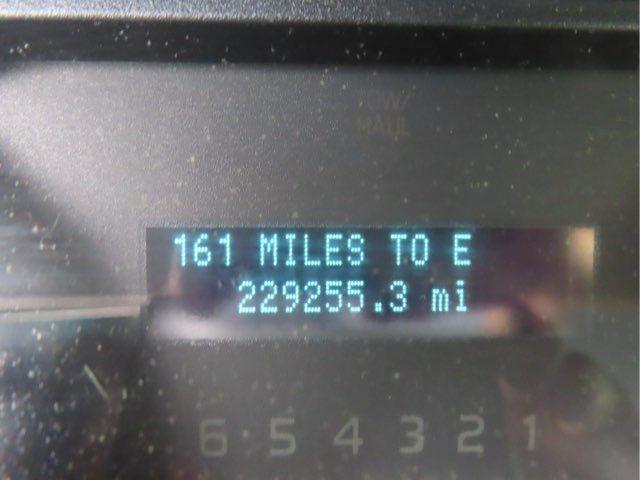 TOW/
HAUL
161 MILES TO E
229255.3 mi
6 5 4 3 2 1